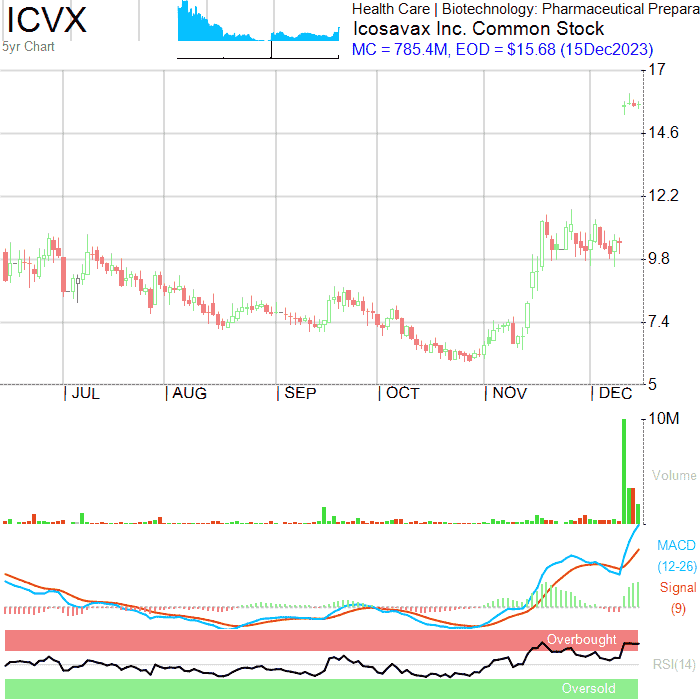 ICVX
5yr Chart
Health Care | Biotechnology: Pharmaceutical Prepara
Icosavax Inc. Common Stock
MC = 785.4M, EOD = $15.68 (15Dec2023)
17
14.6
12.2
9.8
7.4
5
| JUL | AUG | SEP | OCT | NOV | DEC
10M
Volume
MACD
(12-26)
Signal
(9)
Overbought
RSI(14)
Oversold